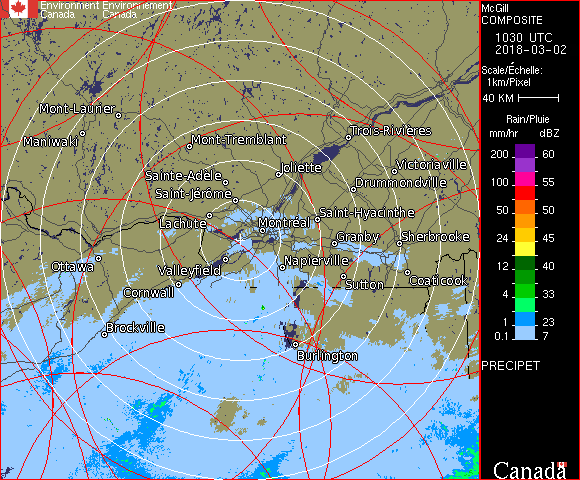 Environment Environnement
Canada Canada
McGill
COMPOSITE
1030 UTC
2018-03-02
Scale/Échelle:
1km/Pixel
40 KM
Rain/Pluie
mm/hr dBZ
200 60
55
100 55
50 50
24 45
12 40
8 39
4 33
1 23
0.1 7
PRECIPET
Canada
Mont-Laurier
Maniwaki
Mont-Tremblant
Trois-Rivières
Sainte-Adèle
Joliette
Victoriaville
Saint-Jérôme
Drummondville
Lachute
Montréal
Saint-Hyacinthe
Granby
Sherbrooke
Ottawa
Valleyfield
Napierville
Cornwall
Sutton
Coaticook
Brockville
Burlington